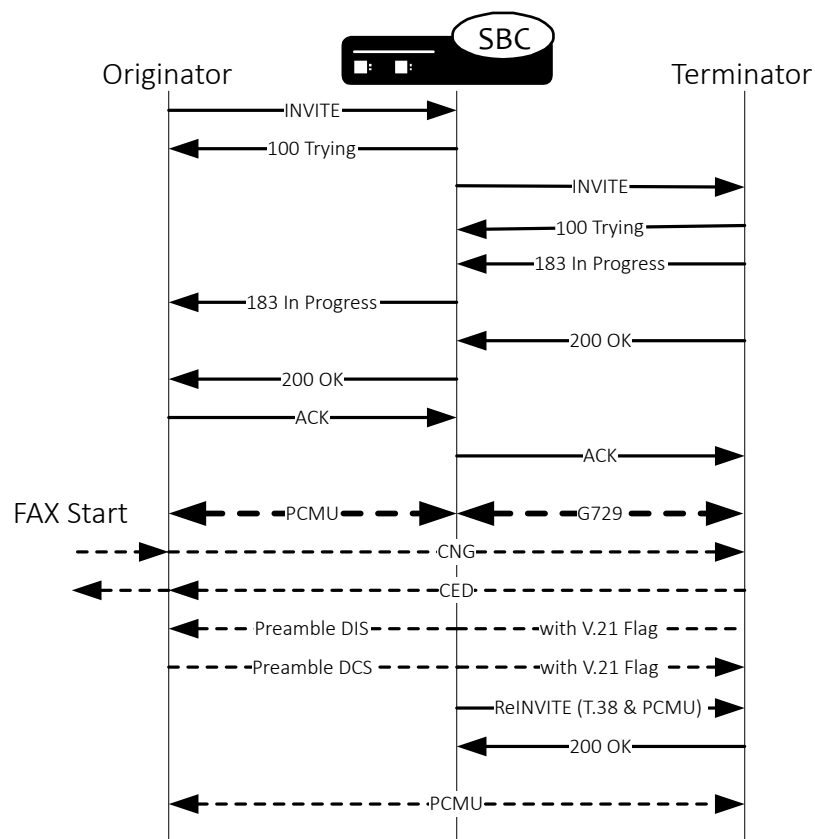 SBC
Originator
Terminator
INVITE
100 Trying
INVITE
100 Trying
183 In Progress
183 In Progress
200 OK
200 OK
ACK
ACK
FAX Start
PCMU
G729
CNG
CED
Preamble DIS
with V.21 Flag
Preamble DCS
with V.21 Flag
ReINVITE (T.38 & PCMU)
200 OK
PCMU